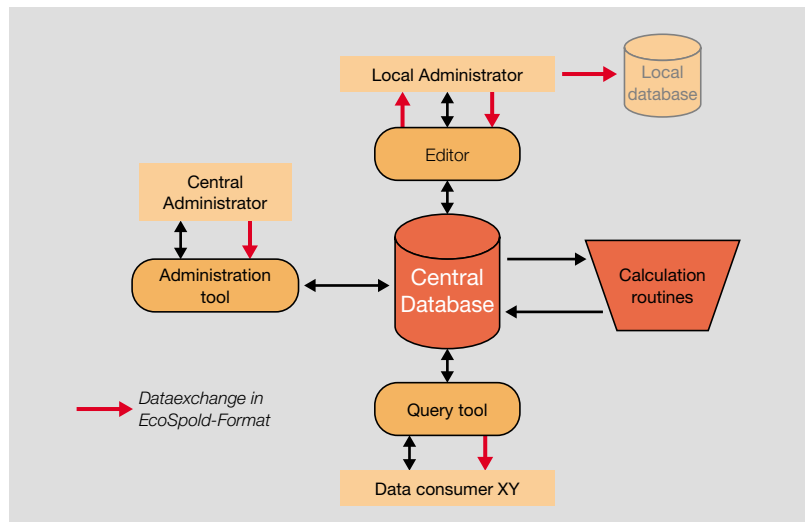 Local Administrator
Local
database
Editor
Central
Administrator
Administration
tool
Central
Database
Calculation
routines
Dataexchange in
EcoSpold-Format
Query tool
Data consumer XY